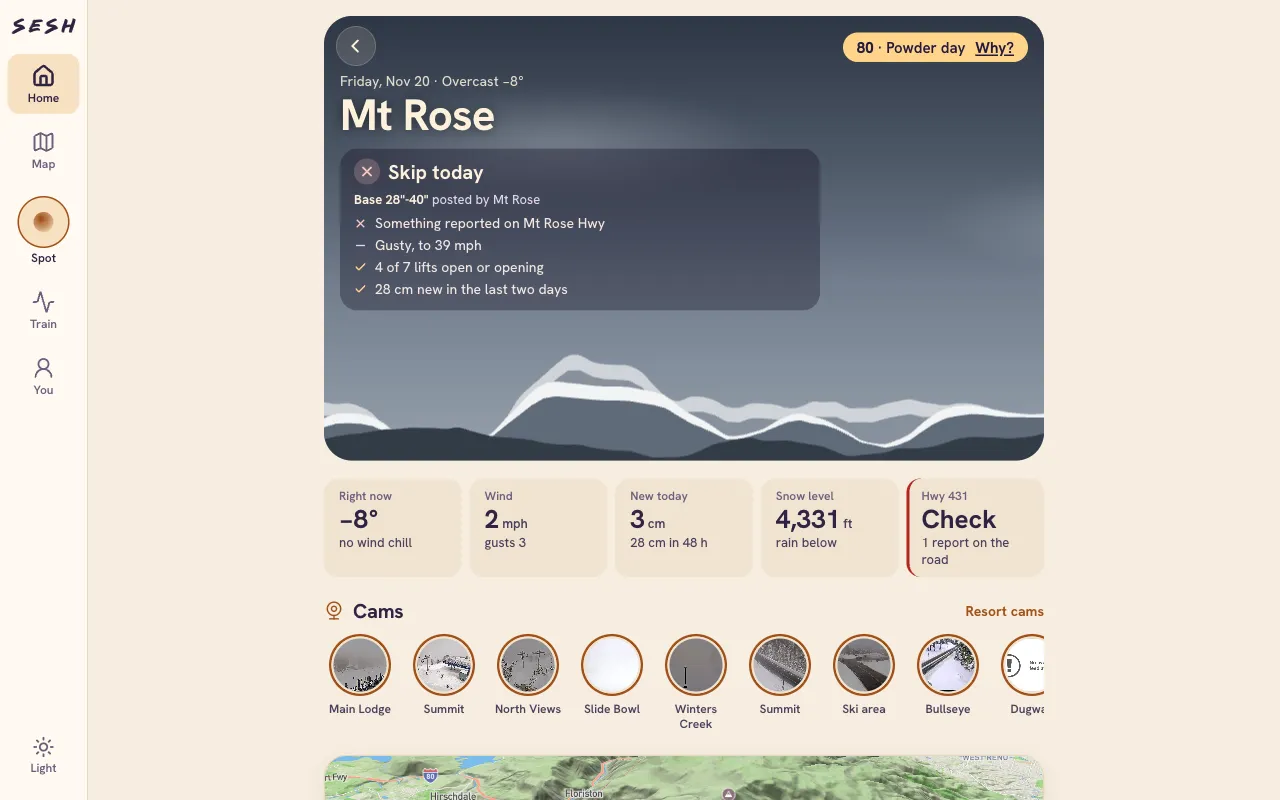 SESH
Home
Map
Spot
Train
You
Light
80 · Powder day Why?
Friday, Nov 20 · Overcast −8°
Mt Rose
Skip today
Base 28"-40" posted by Mt Rose
Something reported on Mt Rose Hwy
Gusty, to 39 mph
4 of 7 lifts open or opening
28 cm new in the last two days
Right now
−8°
no wind chill
Wind
2 mph
gusts 3
New today
3 cm
28 cm in 48 h
Snow level
4,331 ft
rain below
Hwy 431
Check
1 report on the
road
Cams
Resort cams
Main Lodge
Summit
North Views
Slide Bowl
Winters
Creek
Summit
Ski area
Bullseye
Dugwa
Fwy
80
Hirschdale
Floriston
WEST RENO